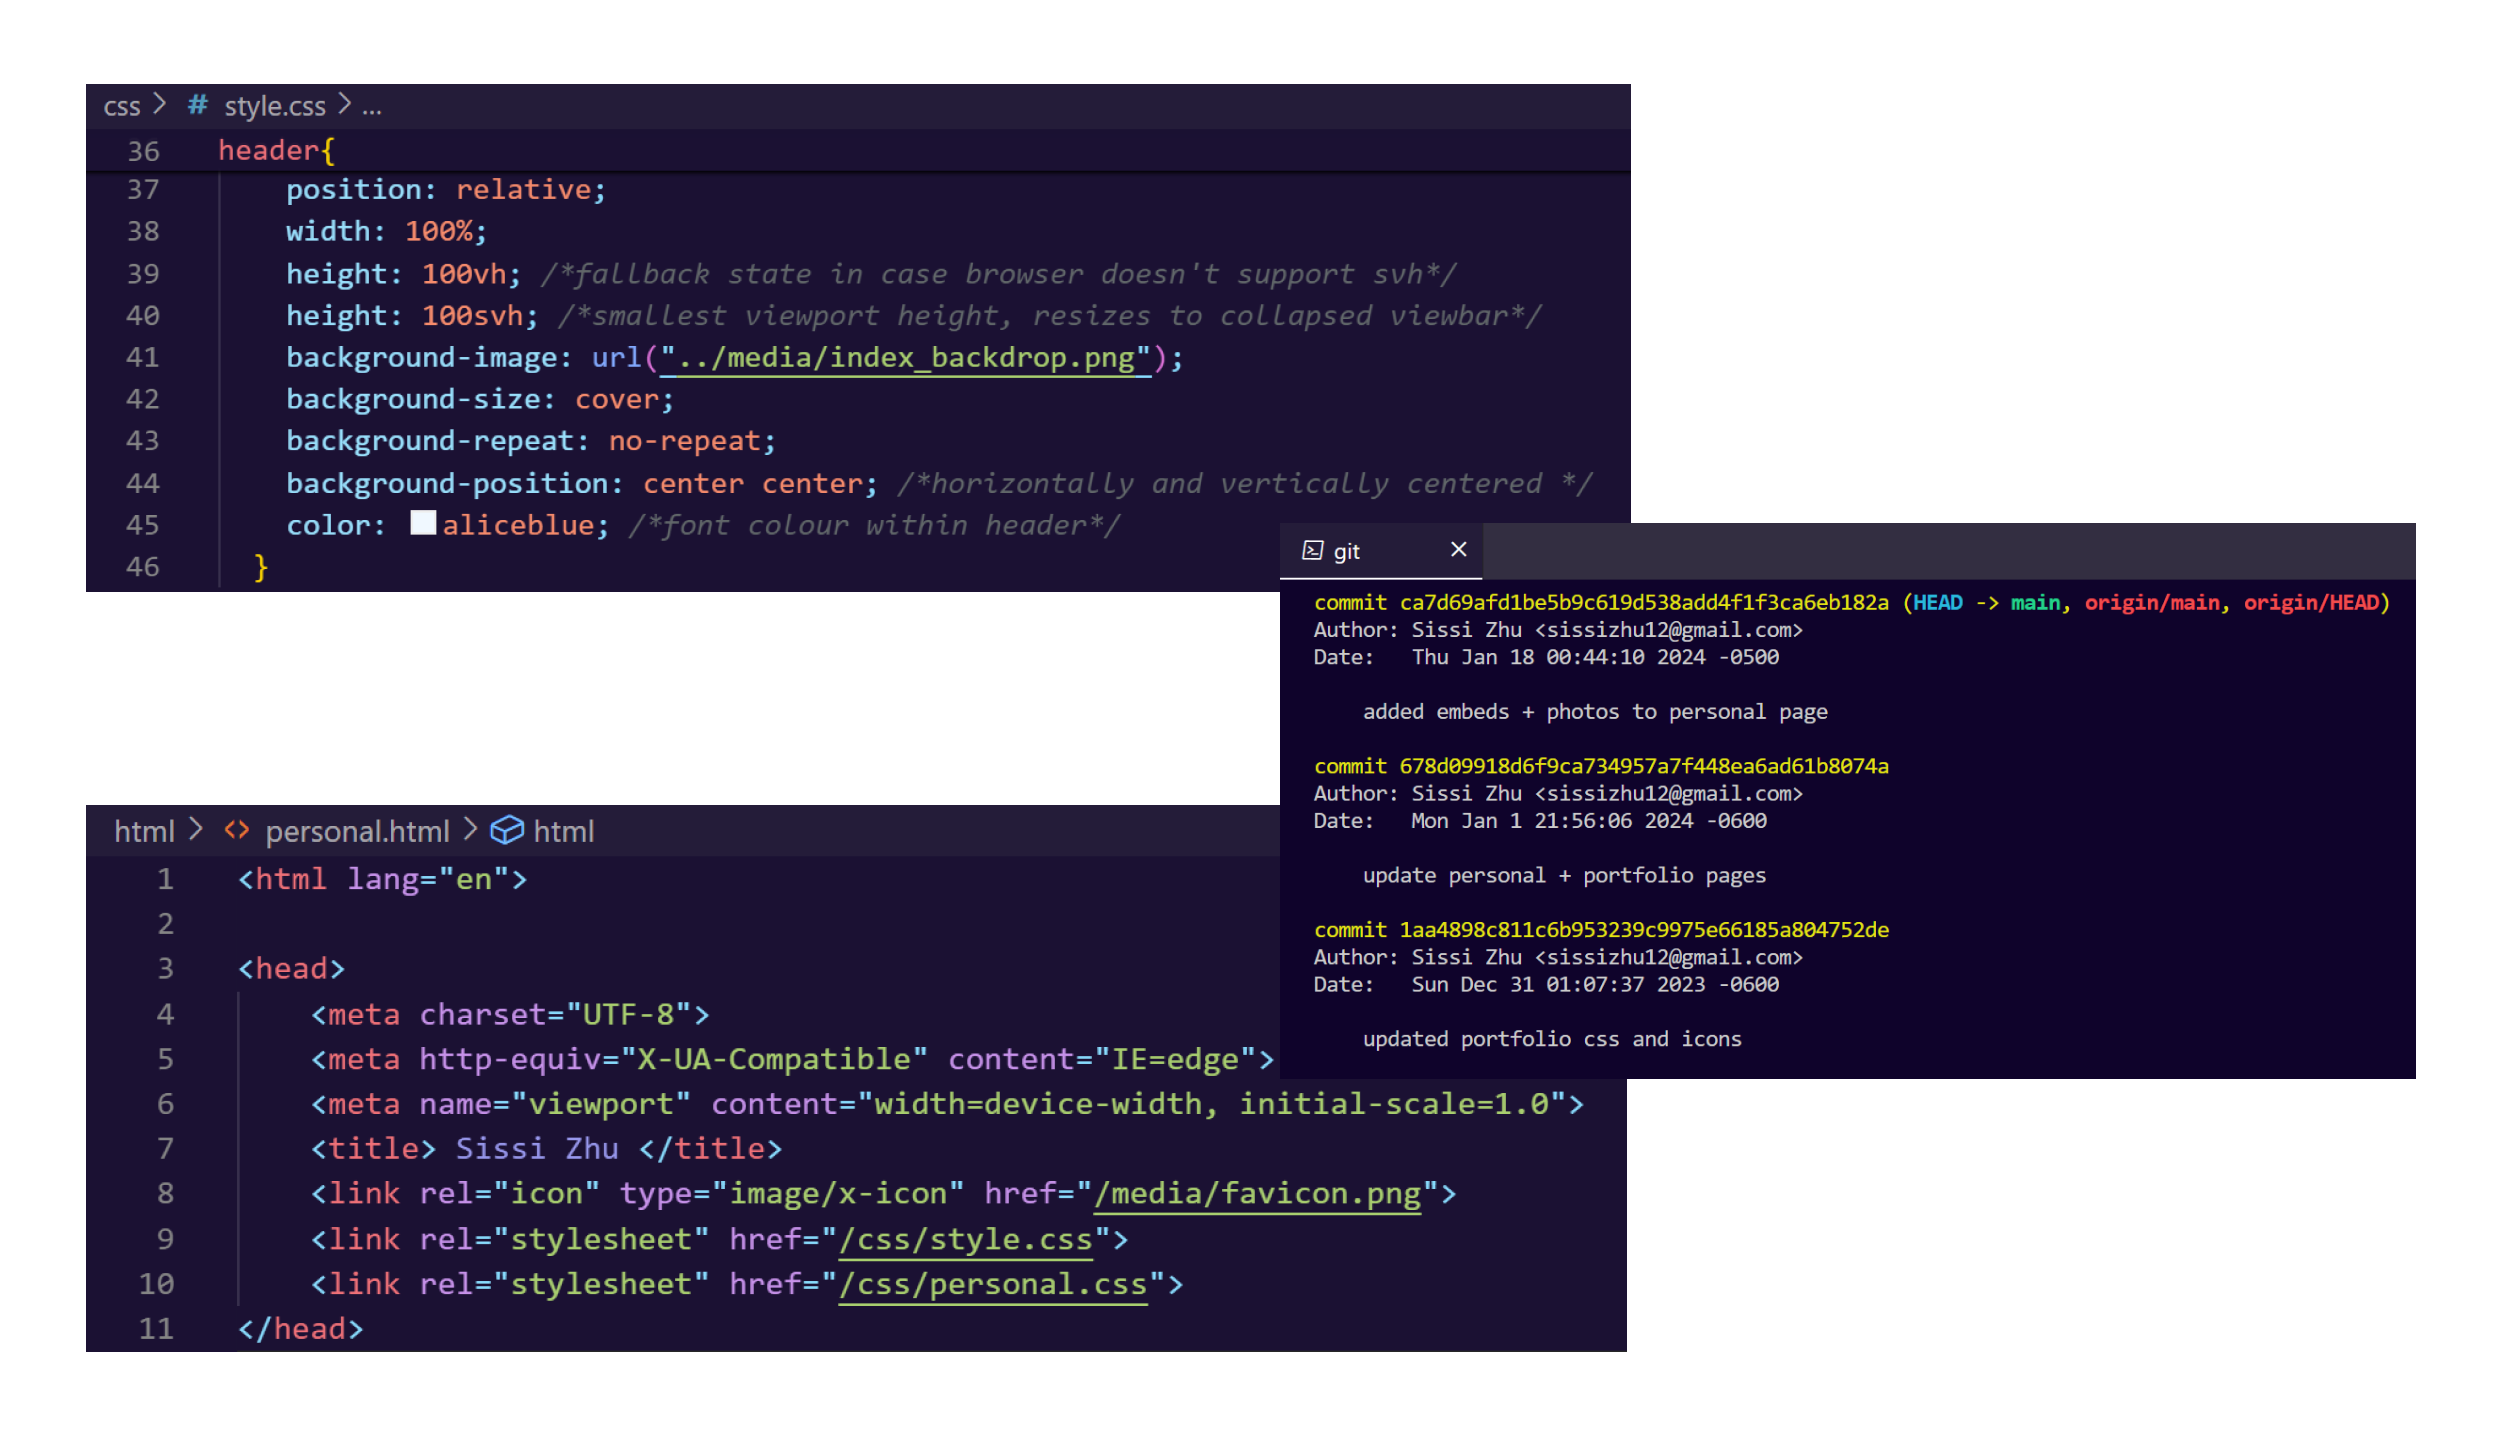 css > # style.css > ...
36 header{
37 position: relative;
38 width: 100%;
39 height: 100vh; /*fallback state in case browser doesn't support svh*/
40 height: 100svh; /*smallest viewport height, resizes to collapsed viewbar*/
41 background-image: url("../media/index_backdrop.png");
42 background-size: cover;
43 background-repeat: no-repeat;
44 background-position: center center; /*horizontally and vertically centered */
45 color: aliceblue; /*font colour within header*/
46 }
git ×
commit ca7d69afd1be5b9c619d538add4f1f3ca6eb182a (HEAD -> main, origin/main, origin/HEAD)
Author: Sissi Zhu <sissizhu12@gmail.com>
Date:   Thu Jan 18 00:44:10 2024 -0500
added embeds + photos to personal page
commit 678d09918d6f9ca734957a7f448ea6ad61b8074a
Author: Sissi Zhu <sissizhu12@gmail.com>
Date:   Mon Jan 1 21:56:06 2024 -0600
update personal + portfolio pages
commit 1aa4898c811c6b953239c9975e66185a804752de
Author: Sissi Zhu <sissizhu12@gmail.com>
Date:   Sun Dec 31 01:07:37 2023 -0600
updated portfolio css and icons
html > <> personal.html > html
1 <html lang="en">
2
3 <head>
4 <meta charset="UTF-8">
5 <meta http-equiv="X-UA-Compatible" content="IE=edge">
6 <meta name="viewport" content="width=device-width, initial-scale=1.0">
7 <title> Sissi Zhu </title>
8 <link rel="icon" type="image/x-icon" href="/media/favicon.png">
9 <link rel="stylesheet" href="/css/style.css">
10 <link rel="stylesheet" href="/css/personal.css">
11 </head>